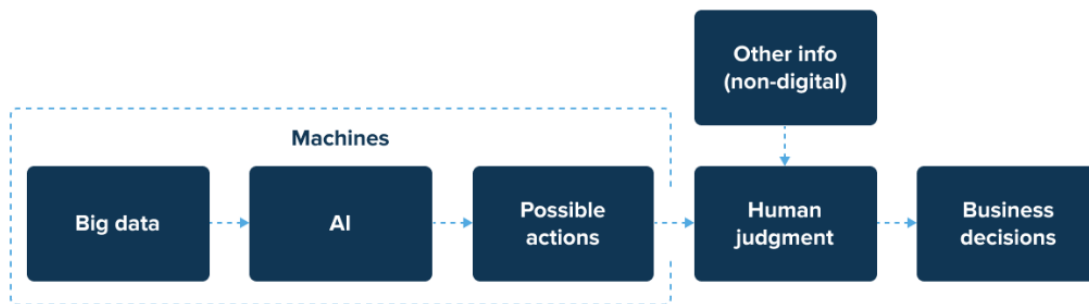 Other info
(non-digital)
Machines
Big data
AI
Possible
actions
Human
judgment
Business
decisions